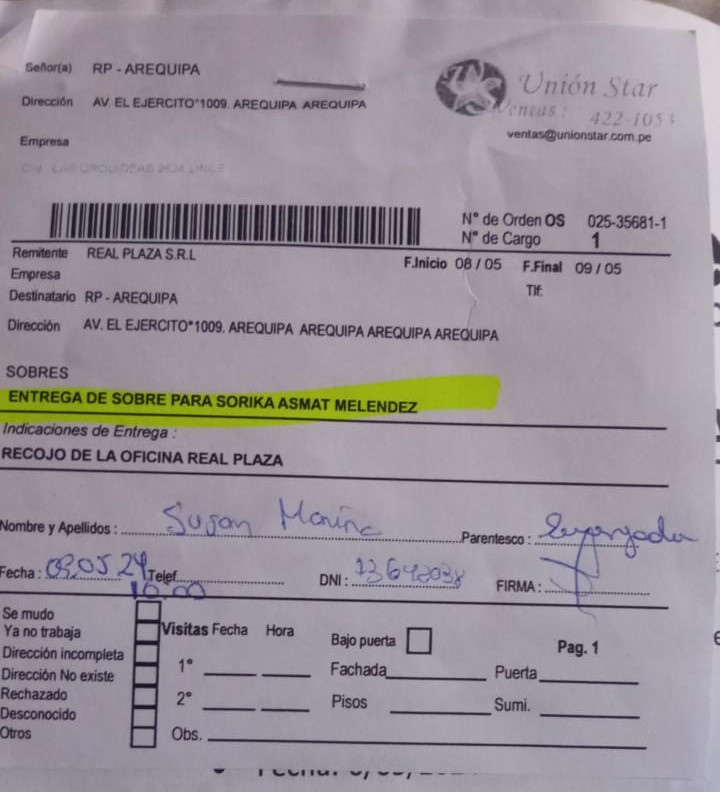 Señor(a) RP - AREQUIPA
Dirección AV. EL EJERCITO*1009. AREQUIPA AREQUIPA
Empresa
Unión Star
Ventas: 422-1053
ventas@unionstar.com.pe
N° de Orden OS 025-35681-1
N° de Cargo 1
Remitente REAL PLAZA S.R.L
F.Inicio 08 / 05 F.Final 09 / 05
Empresa
Tlf:
Destinatario RP - AREQUIPA
Dirección AV. EL EJERCITO*1009. AREQUIPA AREQUIPA AREQUIPA AREQUIPA
SOBRES
ENTREGA DE SOBRE PARA SORIKA ASMAT MELENDEZ
Indicaciones de Entrega :
RECOJO DE LA OFICINA REAL PLAZA
Nombre y Apellidos : Susan Parentesco :
Fecha : 09.05.24 Telef. DNI : FIRMA :
10:00
Se mudo
Ya no trabaja
Dirección incompleta
Dirección No existe
Rechazado
Desconocido
Otros
Visitas Fecha Hora
1°
2°
Obs.
Bajo puerta
Fachada
Pisos
Pag. 1
Puerta
Sumi.